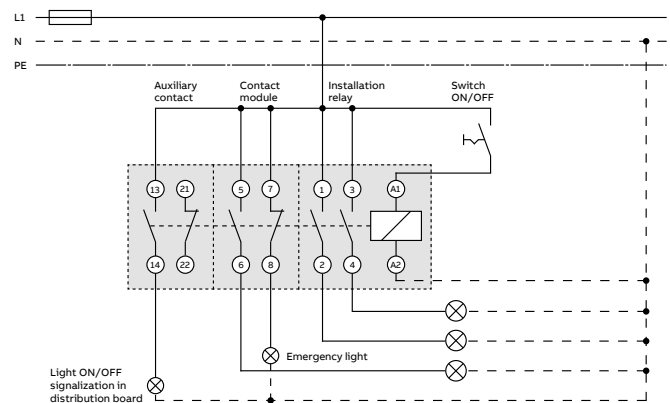 L1
N
PE
Auxiliary
contact
Contact
module
Installation
relay
Switch
ON/OFF
13 21 5 7 1 3 A1
14 22 6 8 2 4 A2
Emergency light
Light ON/OFF
signalization in
distribution board